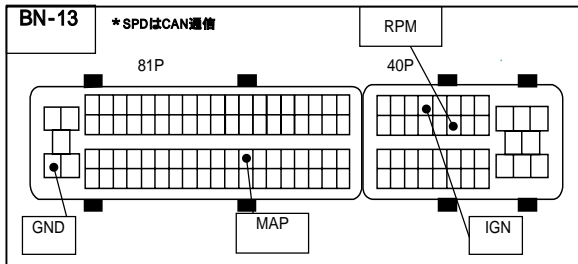 BN-13 *SPDはCAN通信
RPM
81P 40P
GND MAP IGN